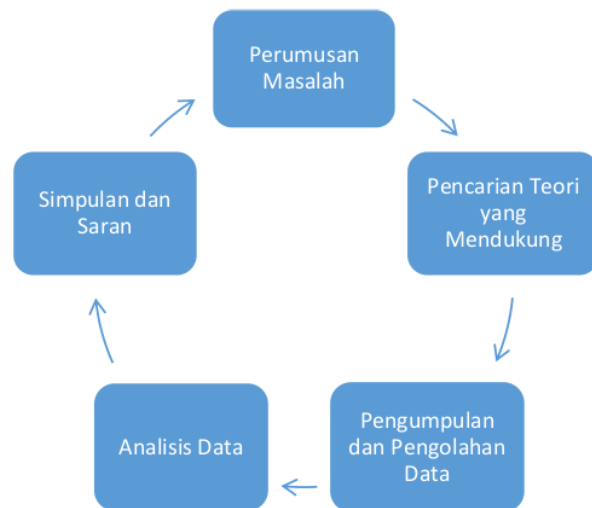 Perumusan
Masalah
Pencarian Teori
yang
Mendukung
Pengumpulan
dan Pengolahan
Data
Analisis Data
Simpulan dan
Saran